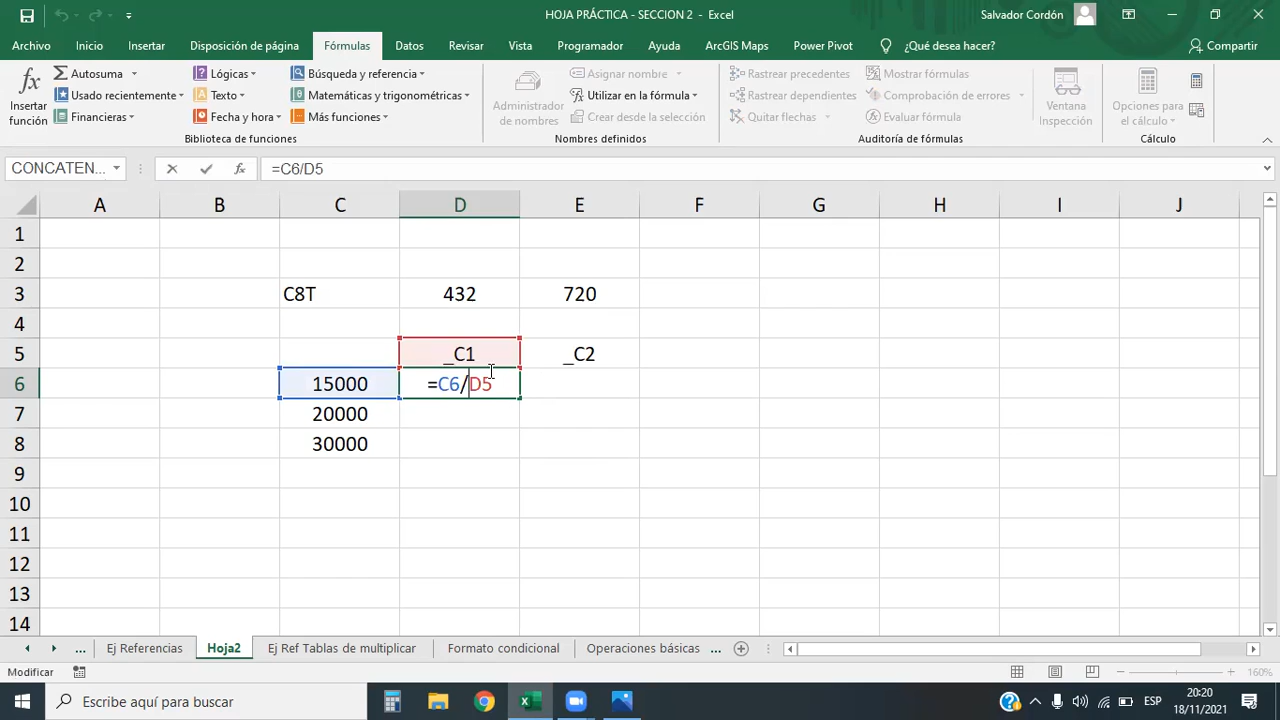 HOJA PRÁCTICA - SECCION 2 - Excel
Salvador Cordón
Archivo Inicio Insertar Disposición de página Fórmulas Datos Revisar Vista Programador Ayuda ArcGIS Maps Power Pivot ¿Qué desea hacer? Compartir
fx
Insertar función
Autosuma
Usado recientemente
Financieras
Lógicas
Texto
Fecha y hora
Búsqueda y referencia
Matemáticas y trigonométricas
Más funciones
Biblioteca de funciones
Administrador de nombres
Asignar nombre
Utilizar en la fórmula
Crear desde la selección
Nombres definidos
Rastrear precedentes
Rastrear dependientes
Quitar flechas
Mostrar fórmulas
Comprobación de errores
Evaluar fórmula
Auditoría de fórmulas
Ventana Inspección
Opciones para el cálculo
Cálculo
CONCATEN... fx =C6/D5
A B C D E F G H I J
1
2
3 C8T 432 720
4
5 _C1 _C2
6 15000 =C6/D5
7 20000
8 30000
9
10
11
12
13
14
... Ej Referencias Hoja2 Ej Ref Tablas de multiplicar Formato condicional Operaciones básicas ...
Modificar 160%
Escribe aquí para buscar ESP 20:20
18/11/2021